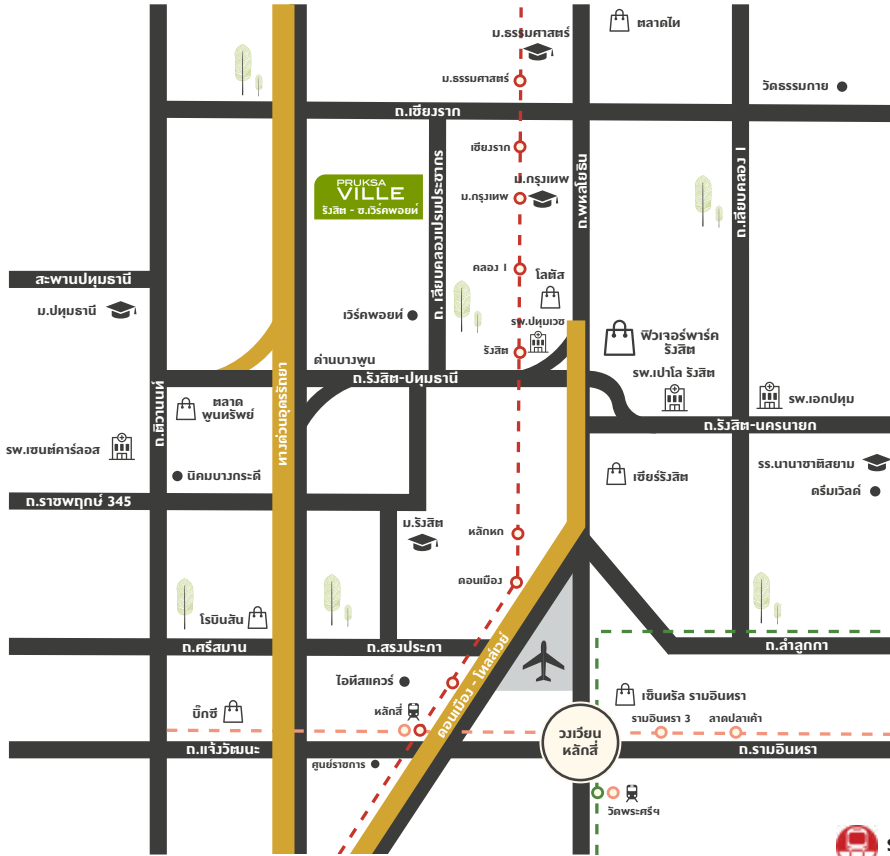 ม.ธรรมศาสตร์
ตลาดไท
ม.ธรรมศาสตร์
วัดธรรมกาย
ถ.เชียงราก
เชียงราก
ถ. เลียบคลองเปรมประชากร
ถ.พหลโยธิน
ถ.เลียบคลอง 1
PRUKSA
VILLE
รังสิต - ซ.เวิร์คพอยท์
ม.กรุงเทพ
ม.กรุงเทพ
สะพานปทุมธานี
ม.ปทุมธานี
คลอง 1
โลตัส
เวิร์คพอยท์
รพ.ปทุมเวช
รังสิต
ฟิวเจอร์พาร์ค
รังสิต
ด่านบางพูน
ถ.รังสิต-ปทุมธานี
รพ.เปาโล รังสิต
ถ.ติวานนท์
ทางด่วนอุดรรัถยา
ตลาด
พูนทรัพย์
รพ.เอกปทุม
ถ.รังสิต-นครนายก
รพ.เซนต์คาร์ลอส
นิคมบางกระดี
เซียร์รังสิต
รร.นานาชาติสยาม
ดรีมเวิลด์
ถ.ราชพฤกษ์ 345
ม.รังสิต
หลักหก
ดอนเมือง
โรบินสัน
ถ.ศรีสมาน
ถ.สรงประภา
ถ.ลำลูกกา
ดอนเมือง - โทลล์เวย์
ไอทีสแควร์
เซ็นทรัล รามอินทรา
บิ๊กซี
หลักสี่
รามอินทรา 3
ลาดปลาเค้า
วงเวียน
หลักสี่
ถ.แจ้งวัฒนะ
ถ.รามอินทรา
ศูนย์ราชการ
วัดพระศรีฯ